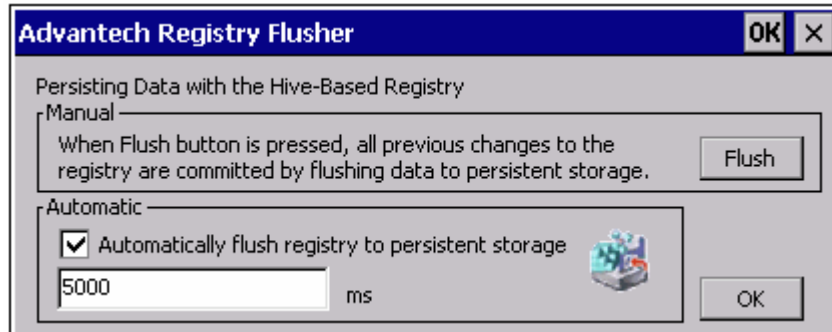 Advantech Registry Flusher OK ×
Persisting Data with the Hive-Based Registry
Manual
When Flush button is pressed, all previous changes to the
registry are committed by flushing data to persistent storage.
Flush
Automatic
Automatically flush registry to persistent storage
5000 ms
OK